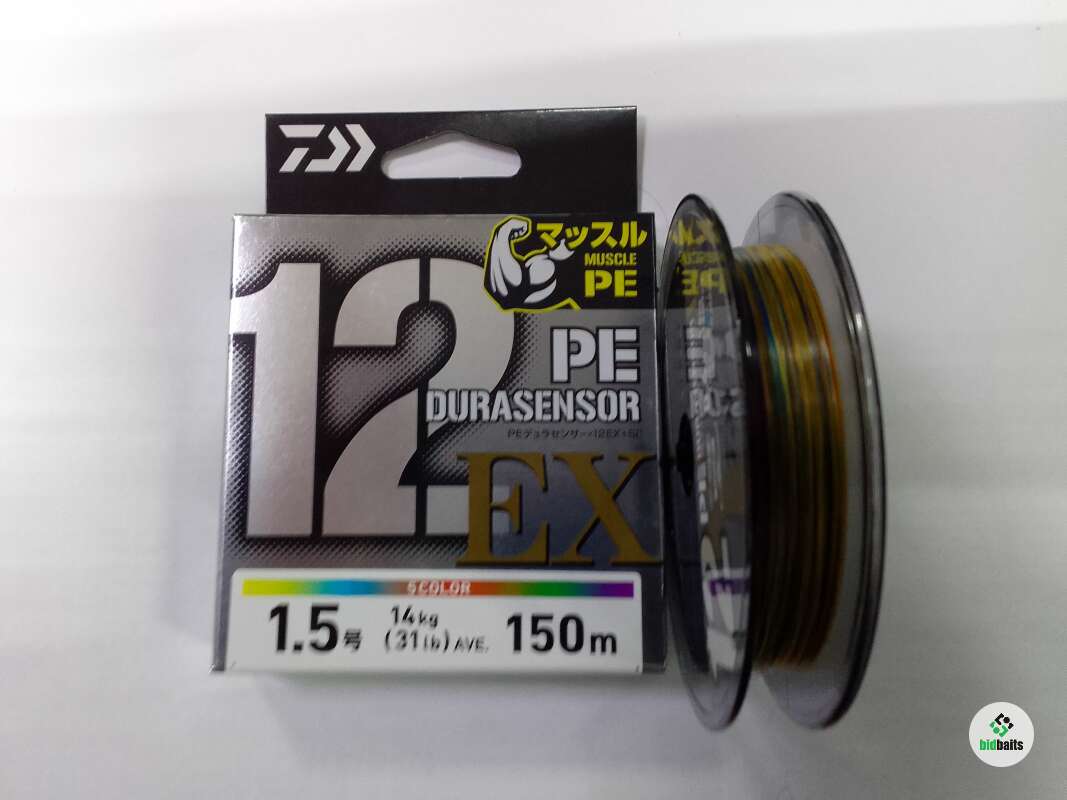 12
マッスル
MUSCLE
PE
PE
DURASENSOR
PEデュラセンサー×12EX+Si
EX
5COLOR
1.5号
14kg
(31lb)AVE.
150m
bidbaits